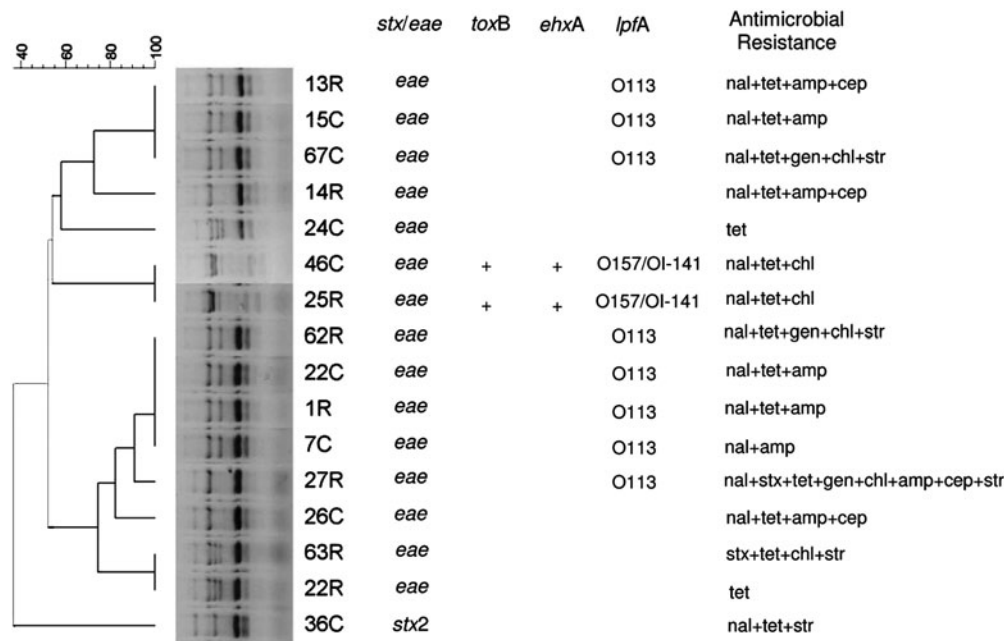 stx/eae toxB ehxA lpfA Antimicrobial
Resistance
40 60 80 100
13R eae O113 nal+tet+amp+cep
15C eae O113 nal+tet+amp
67C eae O113 nal+tet+gen+chl+str
14R eae nal+tet+amp+cep
24C eae tet
46C eae + + O157/OI-141 nal+tet+chl
25R eae + + O157/OI-141 nal+tet+chl
62R eae O113 nal+tet+gen+chl+str
22C eae O113 nal+tet+amp
1R eae O113 nal+tet+amp
7C eae O113 nal+amp
27R eae O113 nal+stx+tet+gen+chl+amp+cep+str
26C eae nal+tet+amp+cep
63R eae stx+tet+chl+str
22R eae tet
36C stx2 nal+tet+str